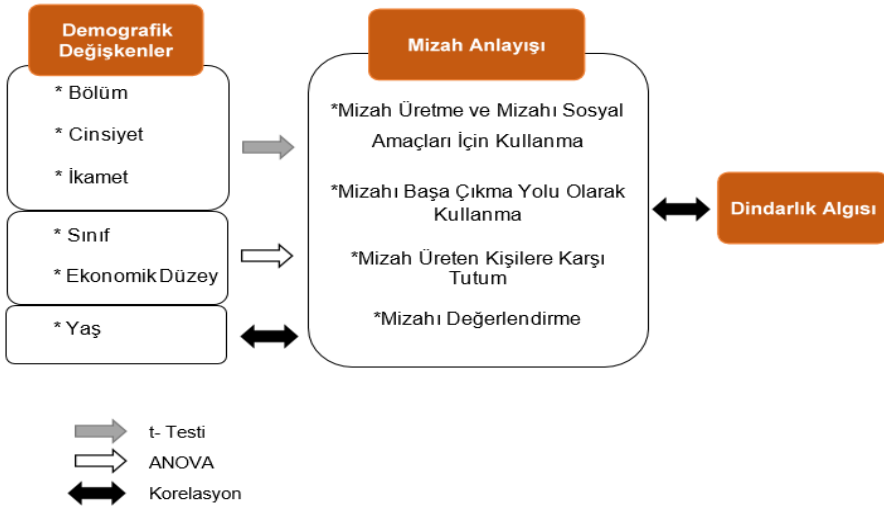 Demografik
Değişkenler
* Bölüm
* Cinsiyet
* İkamet
* Sınıf
* Ekonomik Düzey
* Yaş
Mizah Anlayışı
*Mizah Üretme ve Mizahı Sosyal
Amaçları İçin Kullanma
*Mizahı Başa Çıkma Yolu Olarak
Kullanma
*Mizah Üreten Kişilere Karşı
Tutum
*Mizahı Değerlendirme
Dindarlık Algısı
t- Testi
ANOVA
Korelasyon